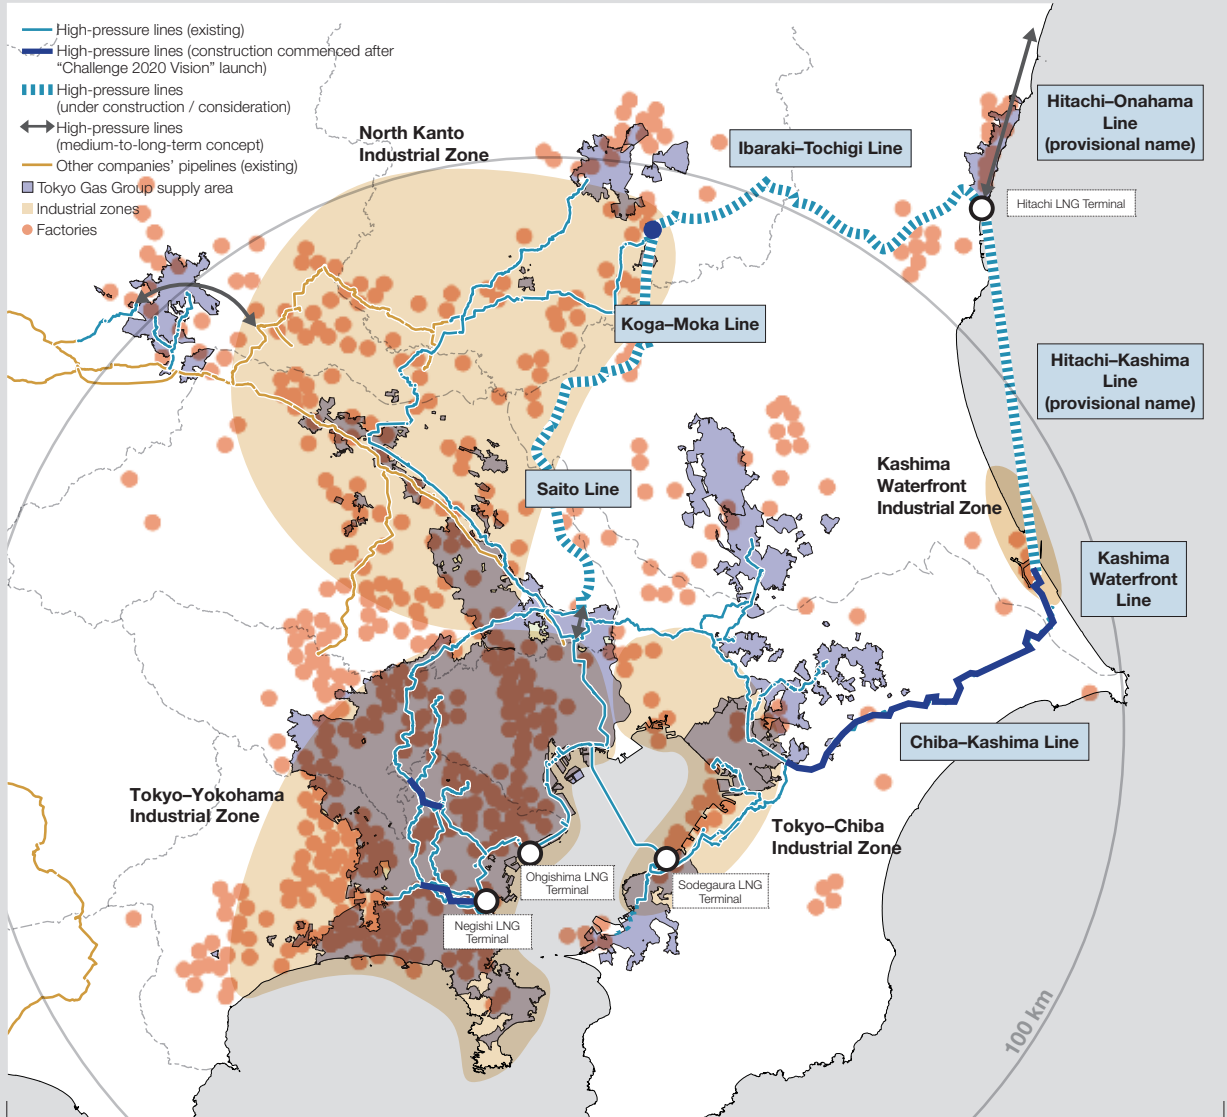 High-pressure lines (existing)
High-pressure lines (construction commenced after
“Challenge 2020 Vision” launch)
High-pressure lines
(under construction / consideration)
High-pressure lines
(medium-to-long-term concept)
Other companies’ pipelines (existing)
Tokyo Gas Group supply area
Industrial zones
Factories
North Kanto
Industrial Zone
Ibaraki–Tochigi Line
Hitachi–Onahama
Line
(provisional name)
Hitachi LNG Terminal
Koga–Moka Line
Hitachi–Kashima
Line
(provisional name)
Saito Line
Kashima
Waterfront
Industrial Zone
Kashima
Waterfront
Line
Chiba–Kashima Line
Tokyo–Yokohama
Industrial Zone
Tokyo–Chiba
Industrial Zone
Ohgishima LNG
Terminal
Sodegaura LNG
Terminal
Negishi LNG
Terminal
100 km